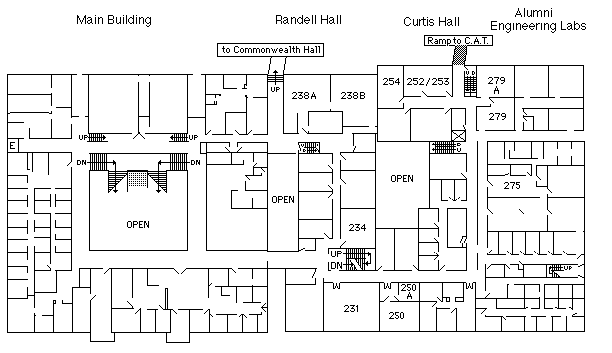 Main Building
Randell Hall
Curtis Hall
Alumni
Engineering Labs
to Commonwealth Hall
Ramp to C.A.T.
UP
238A
238B
254
252/253
U D
279
A
279
UP
UP
E
DN
DN
D
U
OPEN
OPEN
275
OPEN
234
UP
DN
UP
231
250
A
250